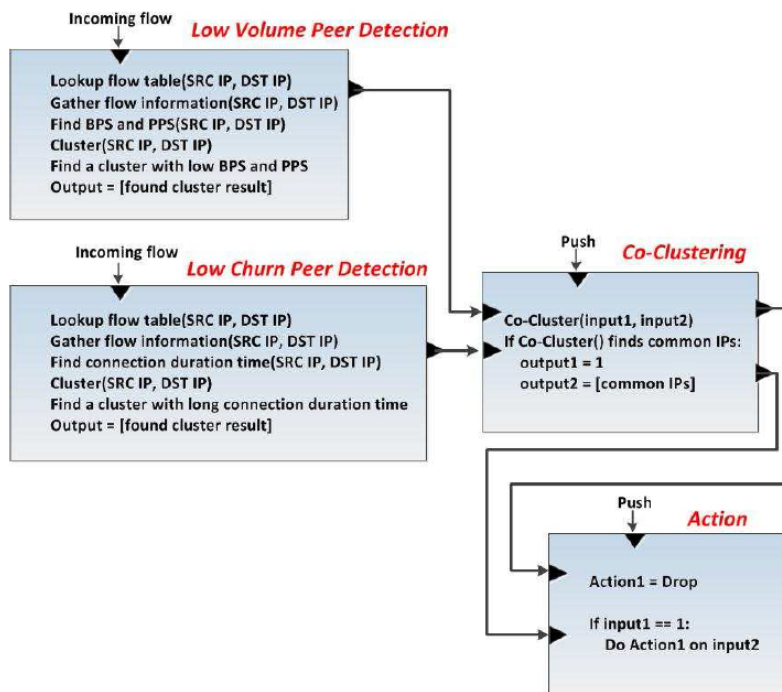 Incoming flow
Low Volume Peer Detection
Lookup flow table(SRC IP, DST IP)
Gather flow information(SRC IP, DST IP)
Find BPS and PPS(SRC IP, DST IP)
Cluster(SRC IP, DST IP)
Find a cluster with low BPS and PPS
Output = [found cluster result]
Incoming flow
Low Churn Peer Detection
Lookup flow table(SRC IP, DST IP)
Gather flow information(SRC IP, DST IP)
Find connection duration time(SRC IP, DST IP)
Cluster(SRC IP, DST IP)
Find a cluster with long connection duration time
Output = [found cluster result]
Push
Co-Clustering
Co-Cluster(input1, input2)
If Co-Cluster() finds common IPs:
output1 = 1
output2 = [common IPs]
Push
Action
Action1 = Drop
If input1 == 1:
Do Action1 on input2